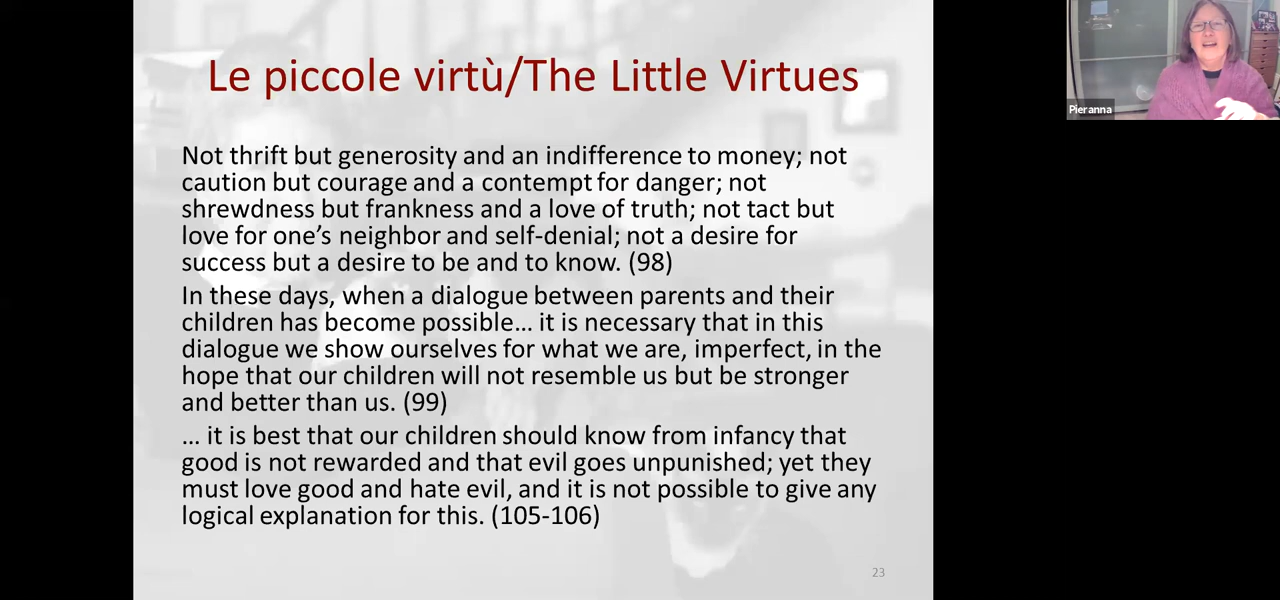 Le piccole virtù/The Little Virtues
Pieranna
Not thrift but generosity and an indifference to money; not
caution but courage and a contempt for danger; not
shrewdness but frankness and a love of truth; not tact but
love for one’s neighbor and self-denial; not a desire for
success but a desire to be and to know. (98)
In these days, when a dialogue between parents and their
children has become possible... it is necessary that in this
dialogue we show ourselves for what we are, imperfect, in the
hope that our children will not resemble us but be stronger
and better than us. (99)
... it is best that our children should know from infancy that
good is not rewarded and that evil goes unpunished; yet they
must love good and hate evil, and it is not possible to give any
logical explanation for this. (105-106)
23